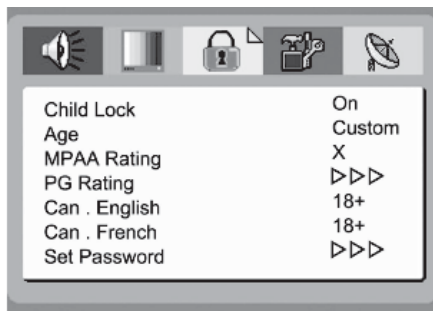 Child Lock On
Age Custom
MPAA Rating X
PG Rating ▷▷▷
Can . English 18+
Can . French 18+
Set Password ▷▷▷